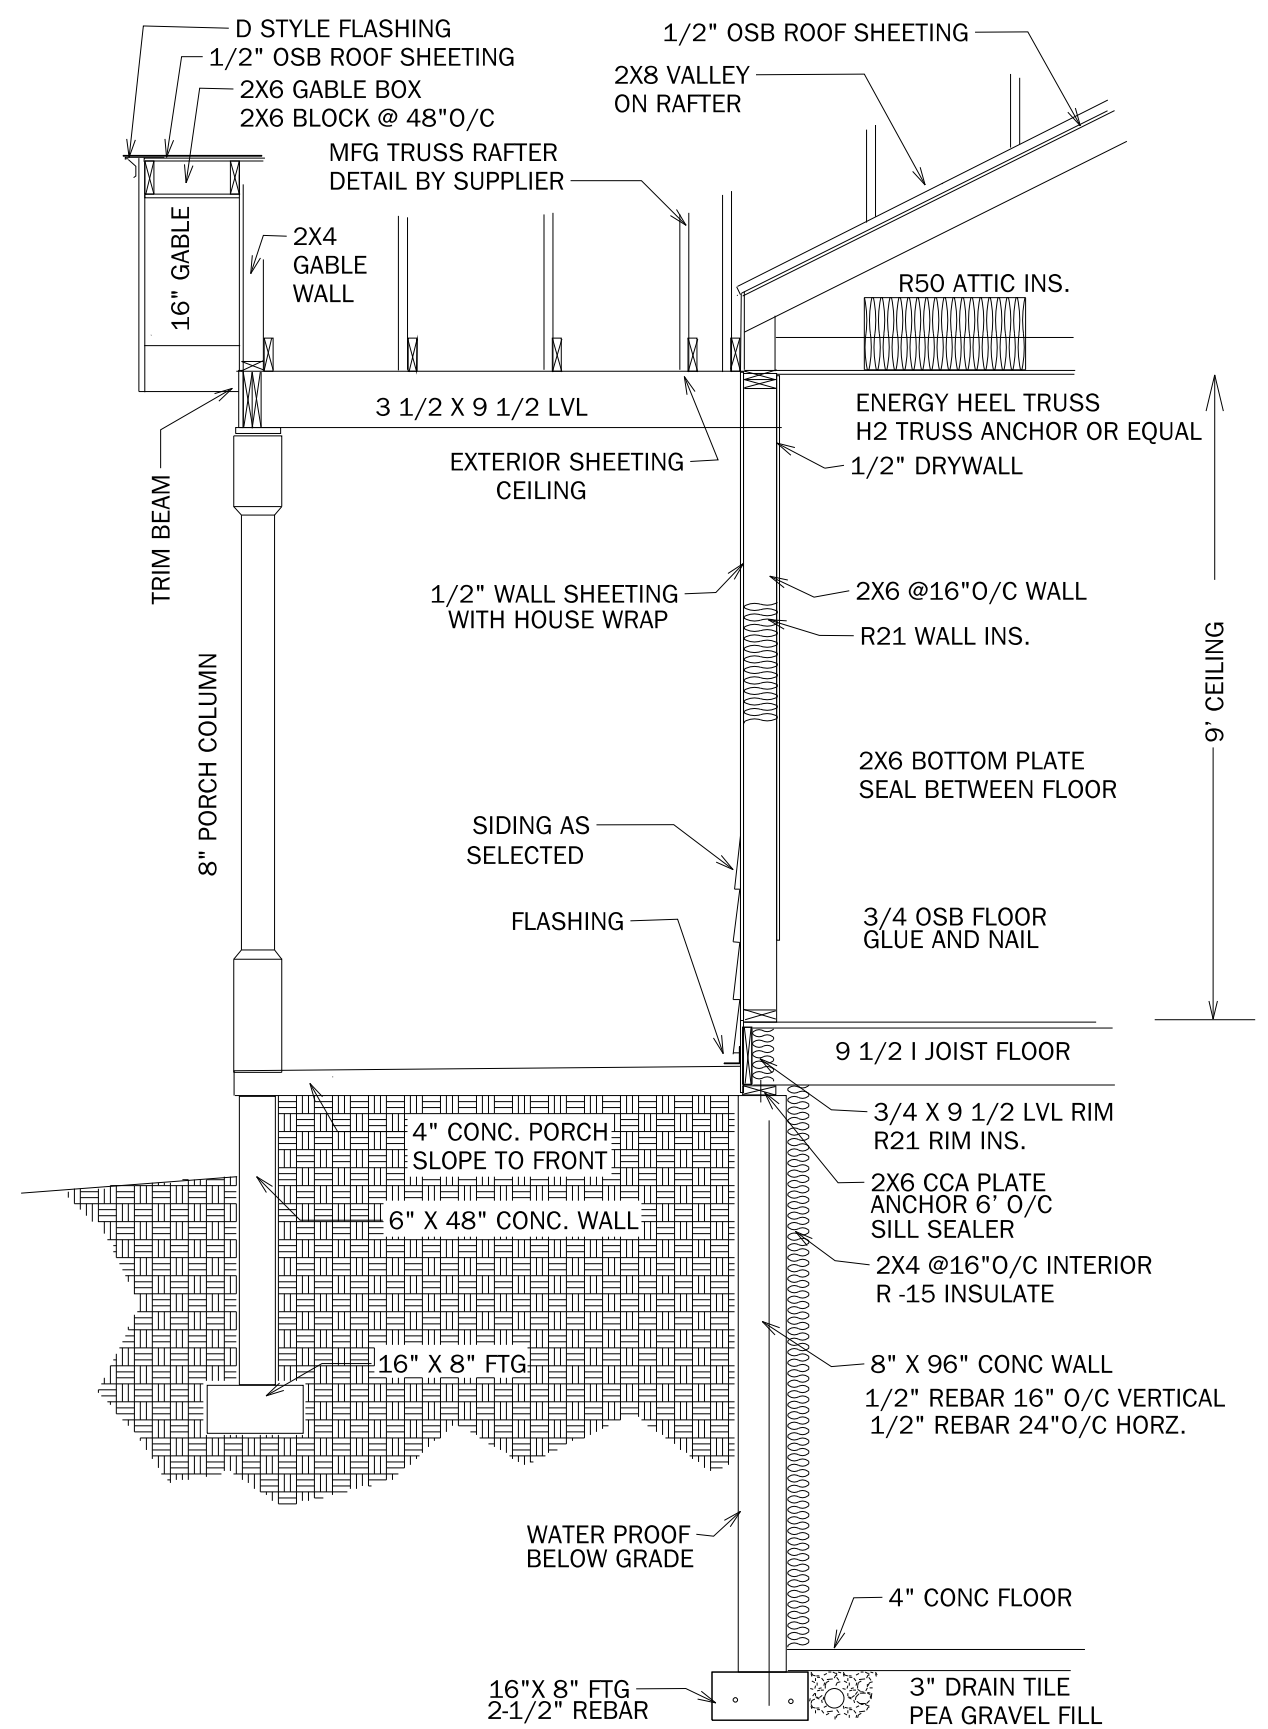 D STYLE FLASHING
1/2" OSB ROOF SHEETING
2X6 GABLE BOX
2X6 BLOCK @ 48"O/C
MFG TRUSS RAFTER
DETAIL BY SUPPLIER
1/2" OSB ROOF SHEETING
2X8 VALLEY
ON RAFTER
16" GABLE
2X4
GABLE
WALL
R50 ATTIC INS.
3 1/2 X 9 1/2 LVL
ENERGY HEEL TRUSS
H2 TRUSS ANCHOR OR EQUAL
1/2" DRYWALL
EXTERIOR SHEETING
CEILING
TRIM BEAM
1/2" WALL SHEETING
WITH HOUSE WRAP
2X6 @16"O/C WALL
R21 WALL INS.
9' CEILING
8" PORCH COLUMN
2X6 BOTTOM PLATE
SEAL BETWEEN FLOOR
SIDING AS
SELECTED
FLASHING
3/4 OSB FLOOR
GLUE AND NAIL
9 1/2 I JOIST FLOOR
3/4 X 9 1/2 LVL RIM
R21 RIM INS.
4" CONC. PORCH
SLOPE TO FRONT
2X6 CCA PLATE
ANCHOR 6' O/C
SILL SEALER
6" X 48" CONC. WALL
2X4 @16"O/C INTERIOR
R -15 INSULATE
16" X 8" FTG
8" X 96" CONC WALL
1/2" REBAR 16" O/C VERTICAL
1/2" REBAR 24"O/C HORZ.
WATER PROOF
BELOW GRADE
4" CONC FLOOR
16"X 8" FTG
2-1/2" REBAR
3" DRAIN TILE
PEA GRAVEL FILL